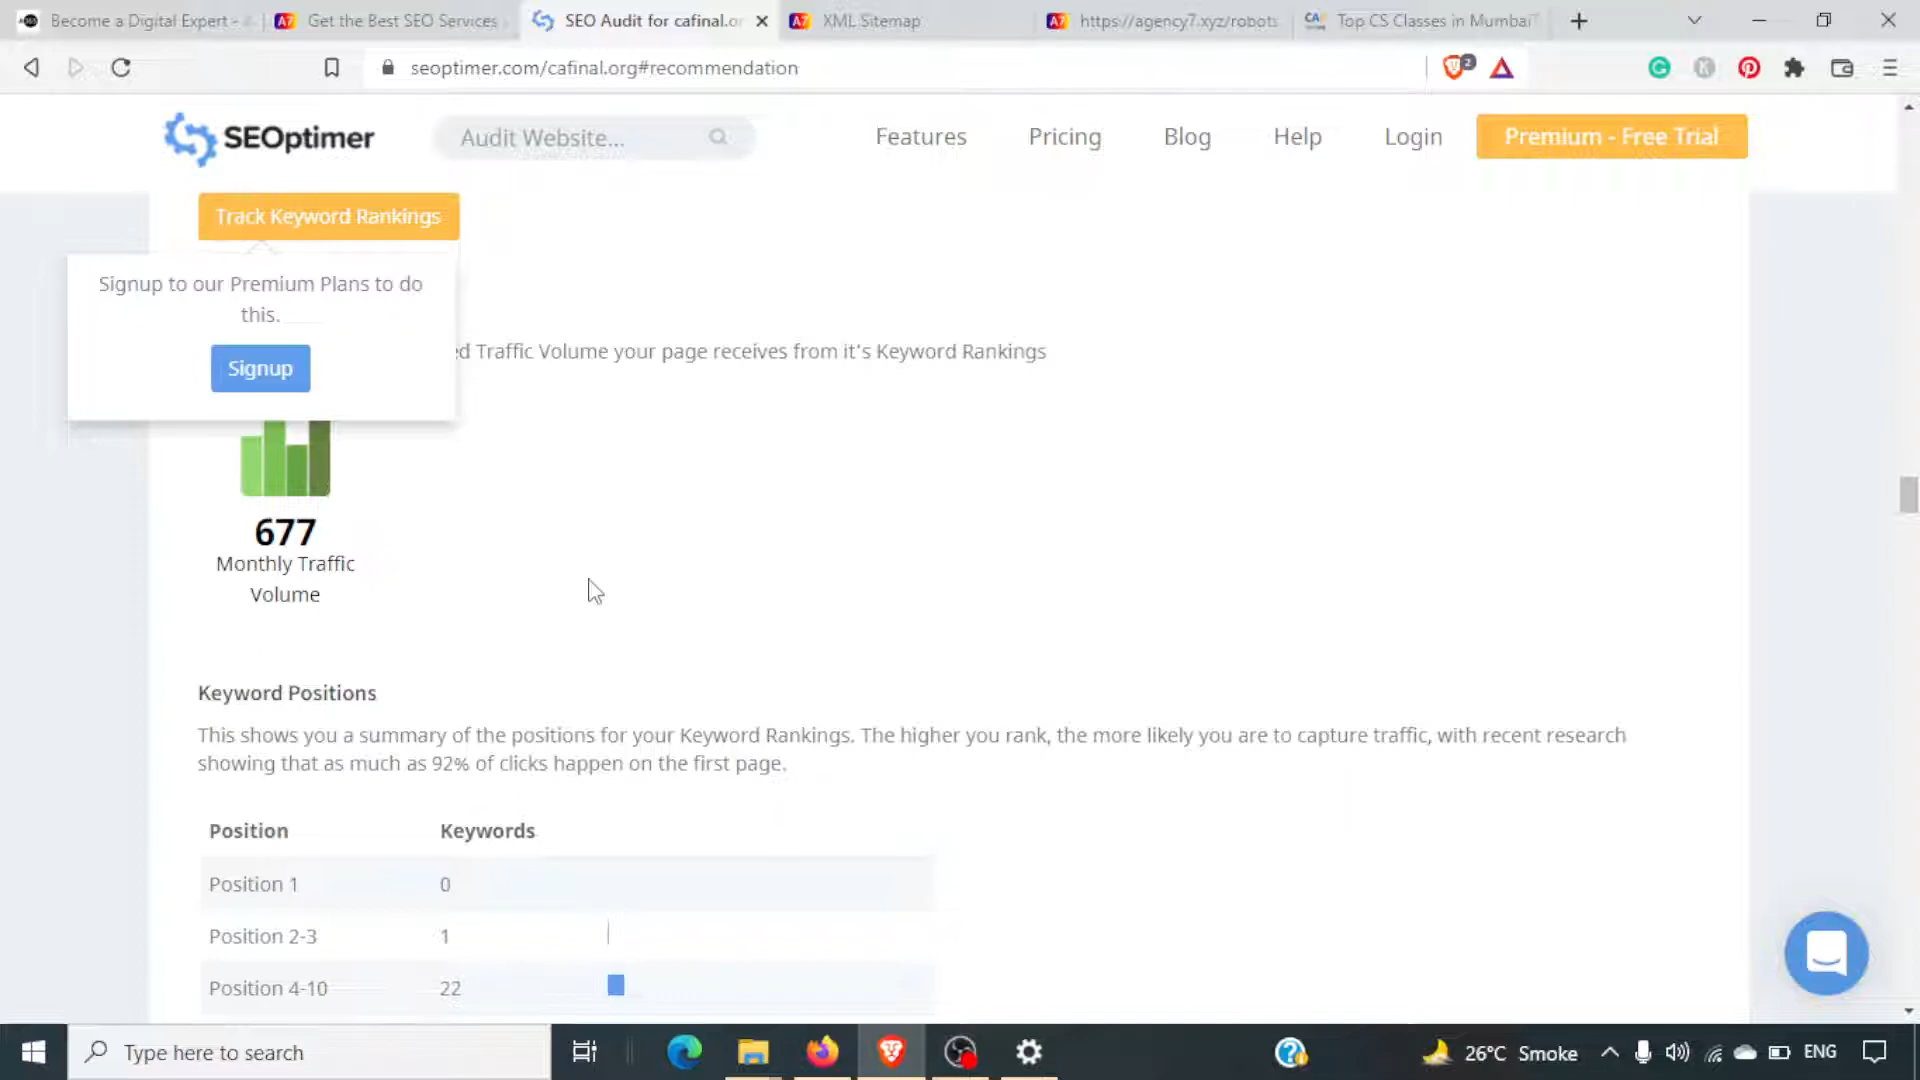 Become a Digital Expert -
Get the Best SEO Services
SEO Audit for cafinal.or
XML Sitemap
https://agency7.xyz/robots
Top CS Classes in Mumbai
seoptimer.com/cafinal.org#recommendation
2
SEOptimer
Audit Website...
Features
Pricing
Blog
Help
Login
Premium - Free Trial
Track Keyword Rankings
Signup to our Premium Plans to do
this.
Signup
ed Traffic Volume your page receives from it's Keyword Rankings
677
Monthly Traffic
Volume
Keyword Positions
This shows you a summary of the positions for your Keyword Rankings. The higher you rank, the more likely you are to capture traffic, with recent research
showing that as much as 92% of clicks happen on the first page.
Position Keywords
Position 1 0
Position 2-3 1
Position 4-10 22
Type here to search
26°C Smoke
ENG